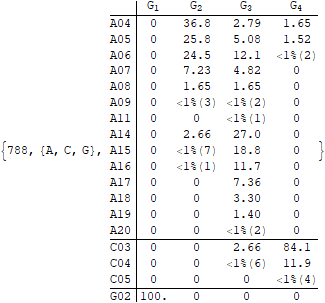 G1 G2 G3 G4
A04 0 36.8 2.79 1.65
A05 0 25.8 5.08 1.52
A06 0 24.5 12.1 <1%(2)
A07 0 7.23 4.82 0
A08 0 1.65 1.65 0
A09 0 <1%(3) <1%(2) 0
A11 0 0 <1%(1) 0
A14 0 2.66 27.0 0
{788, {A, C, G}, A15 0 <1%(7) 18.8 0
A16 0 <1%(1) 11.7 0
A17 0 0 7.36 0
A18 0 0 3.30 0
A19 0 0 1.40 0
A20 0 0 <1%(2) 0
C03 0 0 2.66 84.1
C04 0 0 <1%(6) 11.9
C05 0 0 0 <1%(4)
G02 100. 0 0 0